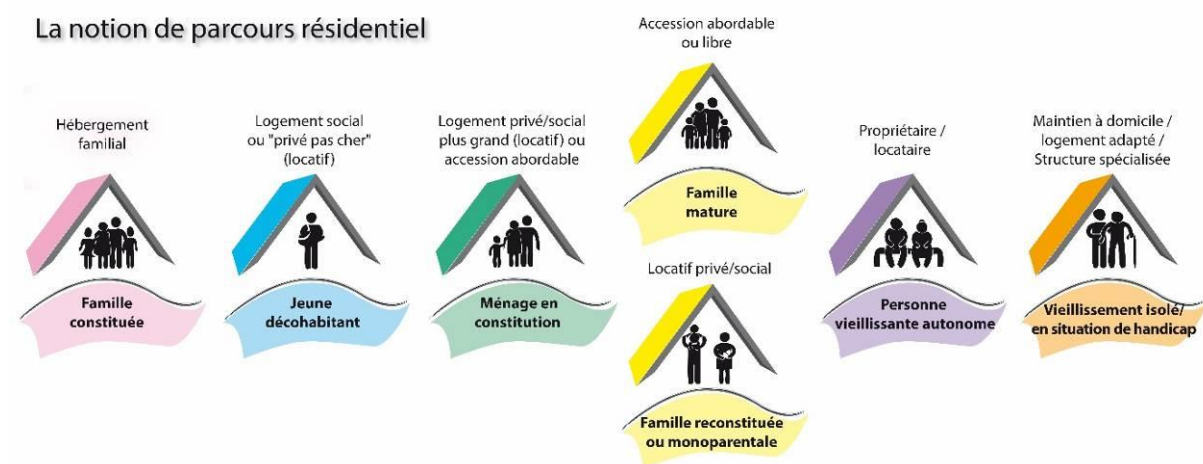 La notion de parcours résidentiel
Hébergement
familial
Famille
constituée
Logement social
ou "privé pas cher"
(locatif)
Jeune
décohabitant
Logement privé/social
plus grand (locatif) ou
accession abordable
Ménage en
constitution
Accession abordable
ou libre
Famille
mature
Locatif privé/social
Famille reconstituée
ou monoparentale
Propriétaire /
locataire
Personne
vieillissante autonome
Maintien à domicile /
logement adapté /
Structure spécialisée
Vieillissement isolé/
en situation de handicap